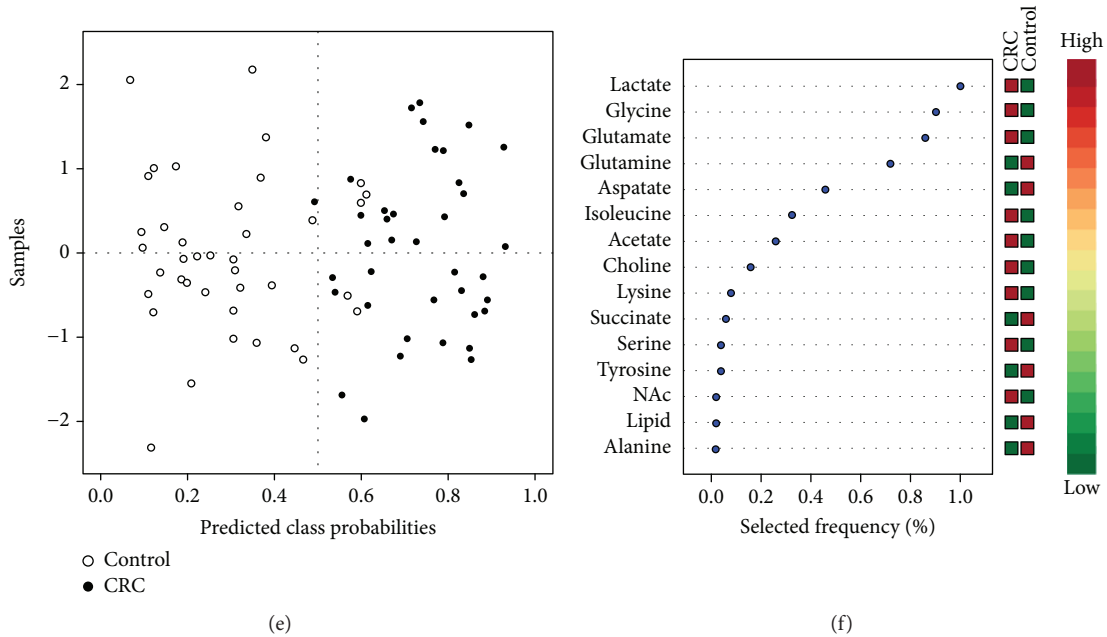 Samples
2
1
0
−1
−2
0.0 0.2 0.4 0.6 0.8 1.0
Predicted class probabilities
Control
CRC
(e)
CRC
Control
High
Lactate
Glycine
Glutamate
Glutamine
Aspatate
Isoleucine
Acetate
Choline
Lysine
Succinate
Serine
Tyrosine
NAc
Lipid
Alanine
Low
0.0 0.2 0.4 0.6 0.8 1.0
Selected frequency (%)
(f)